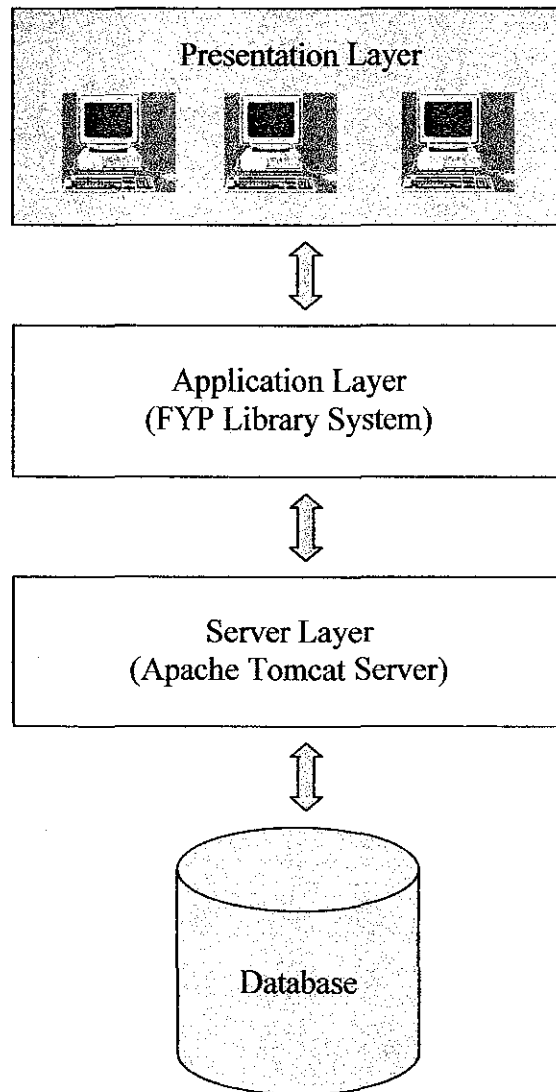 Presentation Layer
Application Layer
(FYP Library System)
Server Layer
(Apache Tomcat Server)
Database